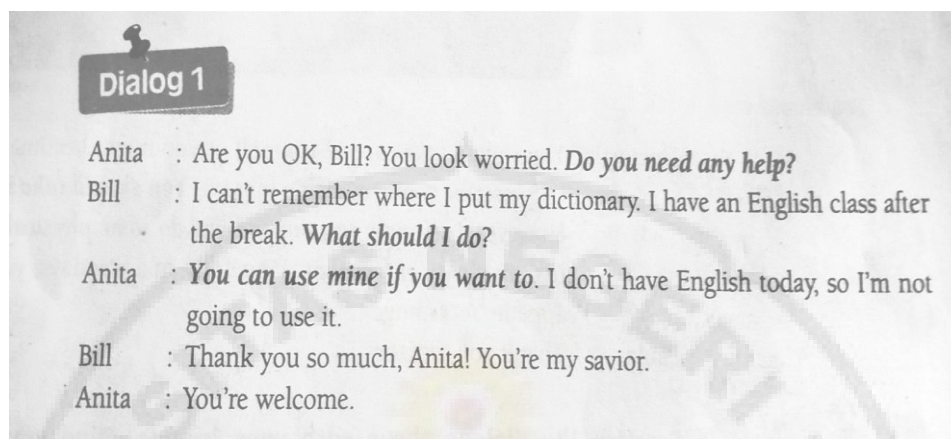 Dialog 1
Anita : Are you OK, Bill? You look worried. Do you need any help?
Bill : I can't remember where I put my dictionary. I have an English class after
the break. What should I do?
Anita : You can use mine if you want to. I don't have English today, so I'm not
going to use it.
Bill : Thank you so much, Anita! You're my savior.
Anita : You're welcome.
STAS NEGERI